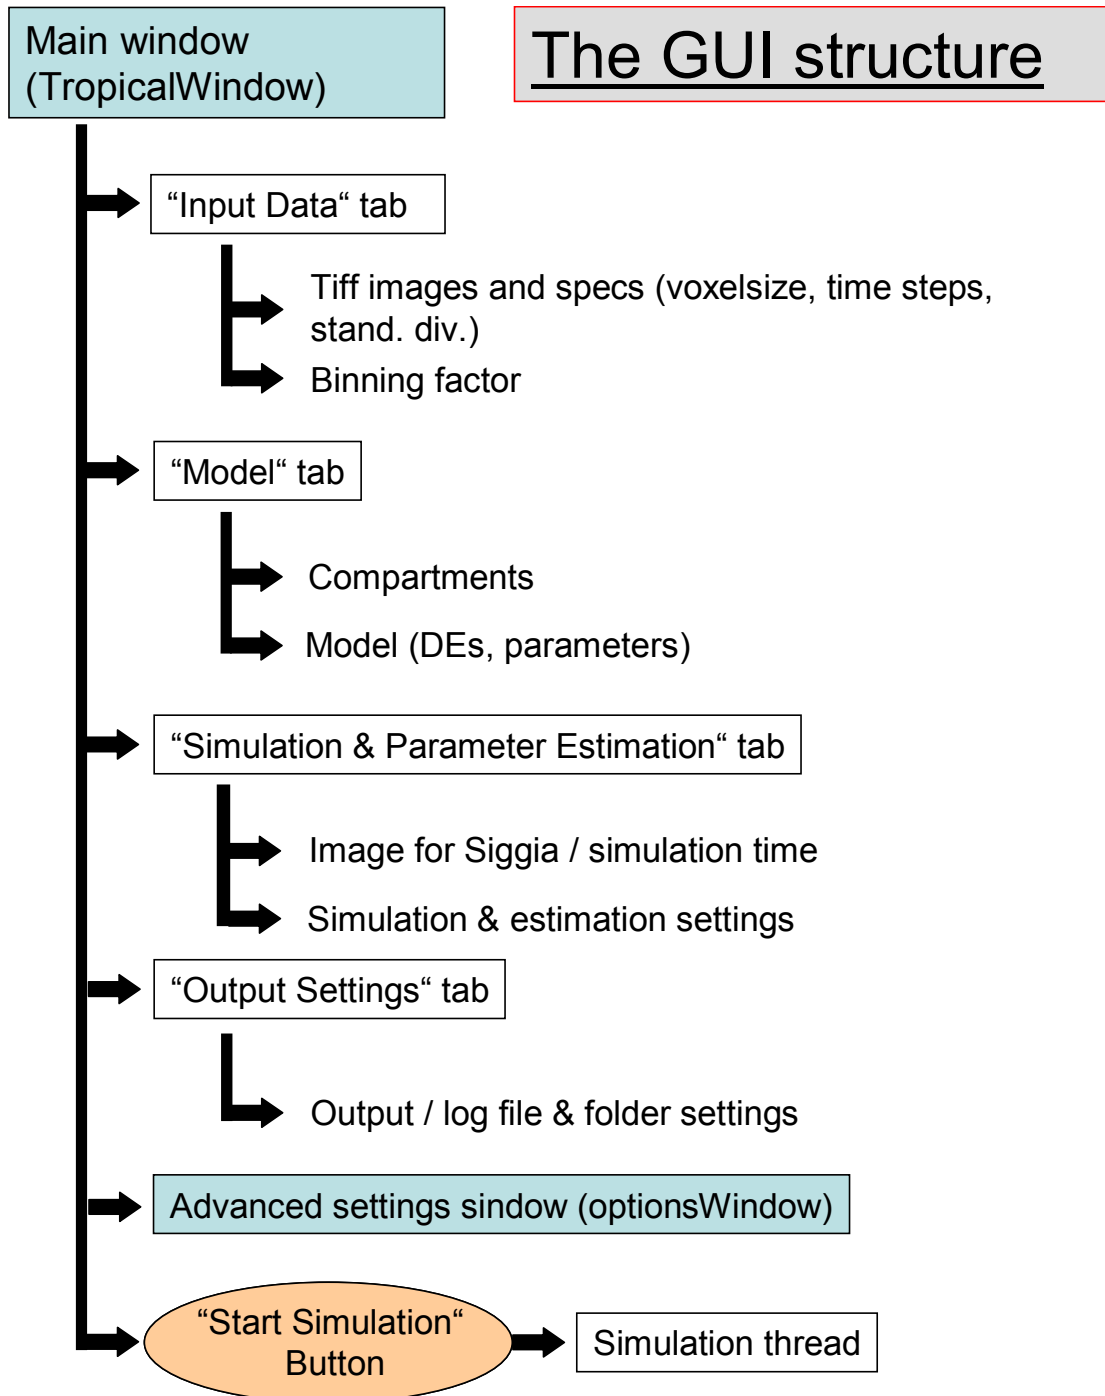 Main window
(TropicalWindow)
The GUI structure
“Input Data“ tab
Tiff images and specs (voxelsize, time steps,
stand. div.)
Binning factor
“Model“ tab
Compartments
Model (DEs, parameters)
“Simulation & Parameter Estimation“ tab
Image for Siggia / simulation time
Simulation & estimation settings
“Output Settings“ tab
Output / log file & folder settings
Advanced settings sindow (optionsWindow)
“Start Simulation“
Button
Simulation thread